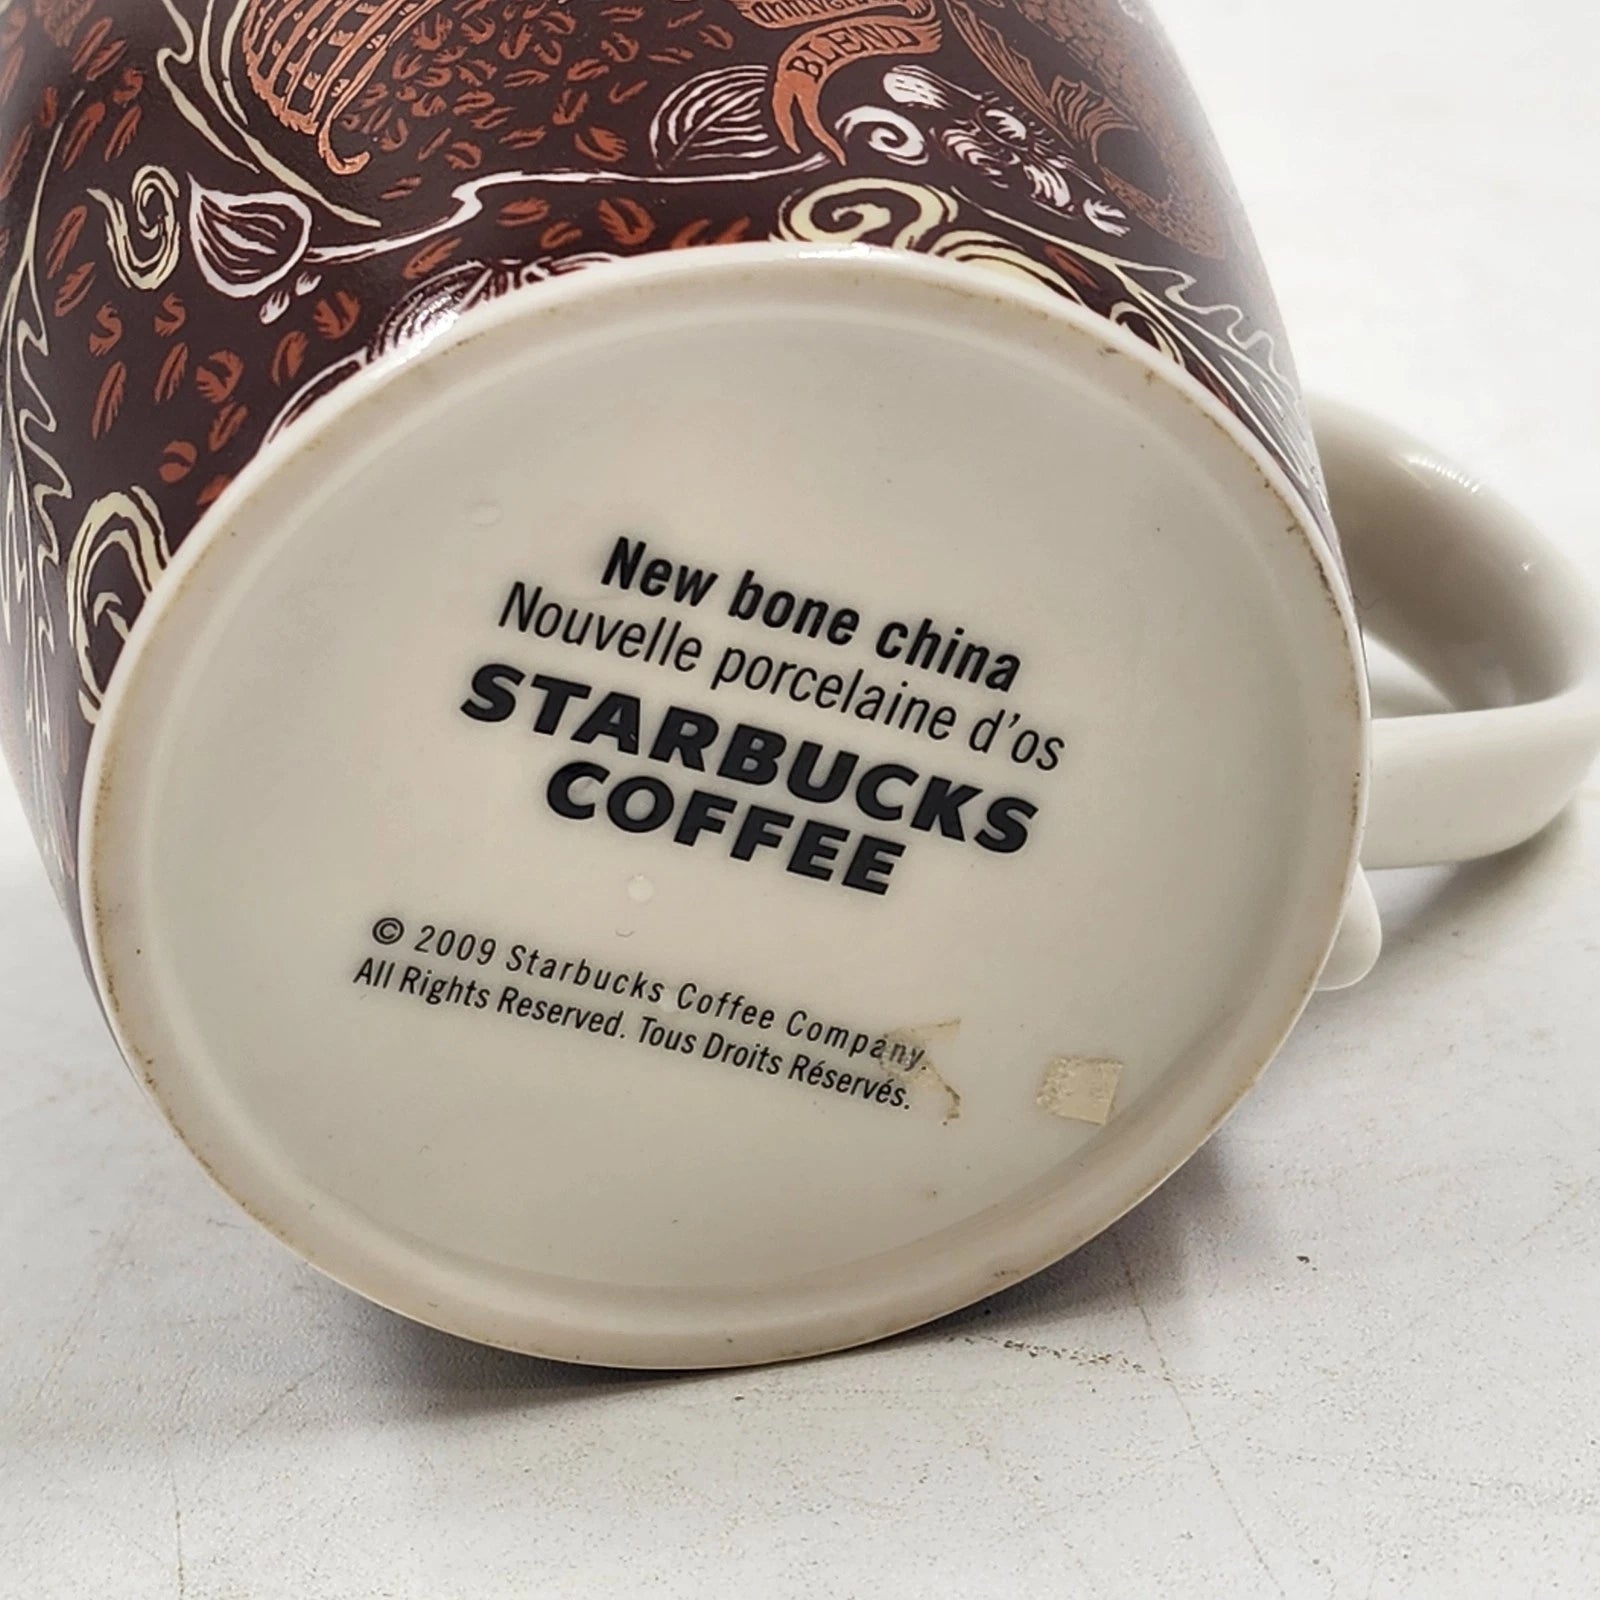 BLEND
New bone china
Nouvelle porcelaine d'os
STARBUCKS
COFFEE
© 2009 Starbucks Coffee Company.
All Rights Reserved. Tous Droits Réservés.